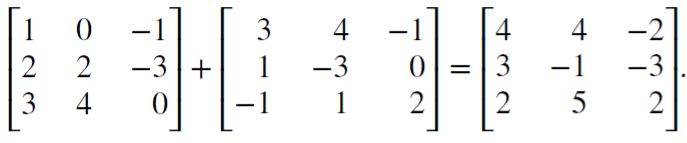 [1 0 −1] [3 4 −1] [4 4 −2]
[2 2 −3] + [1 −3 0] = [3 −1 −3].
[3 4 0] [−1 1 2] [2 5 2]